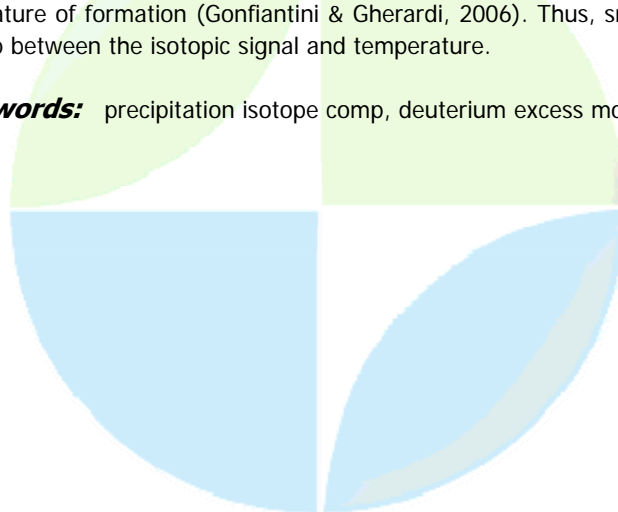 ature of formation (Gonfiantini & Gherardi, 2006). Thus, sn
between the isotopic signal and temperature.
words: precipitation isotope comp, deuterium excess mo